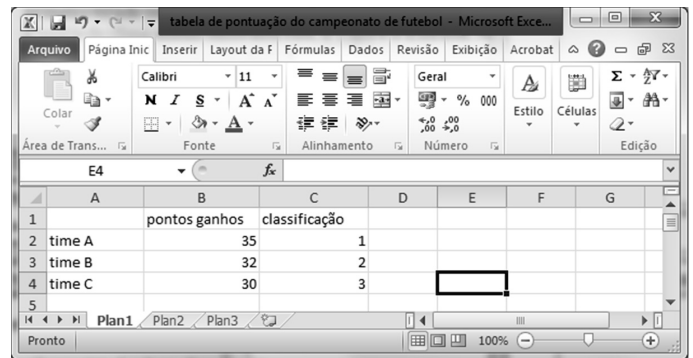 tabela de pontuação do campeonato de futebol - Microsoft Exce...
Arquivo Página Inic Inserir Layout da F Fórmulas Dados Revisão Exibição Acrobat
Calibri 11 Geral
N I S A A % 000
Colar Estilo Células
Área de Trans... Fonte Alinhamento Número Edição
E4 fx
A B C D E F G
1 pontos ganhos classificação
2 time A 35 1
3 time B 32 2
4 time C 30 3
5
Plan1 Plan2 Plan3
Pronto 100%